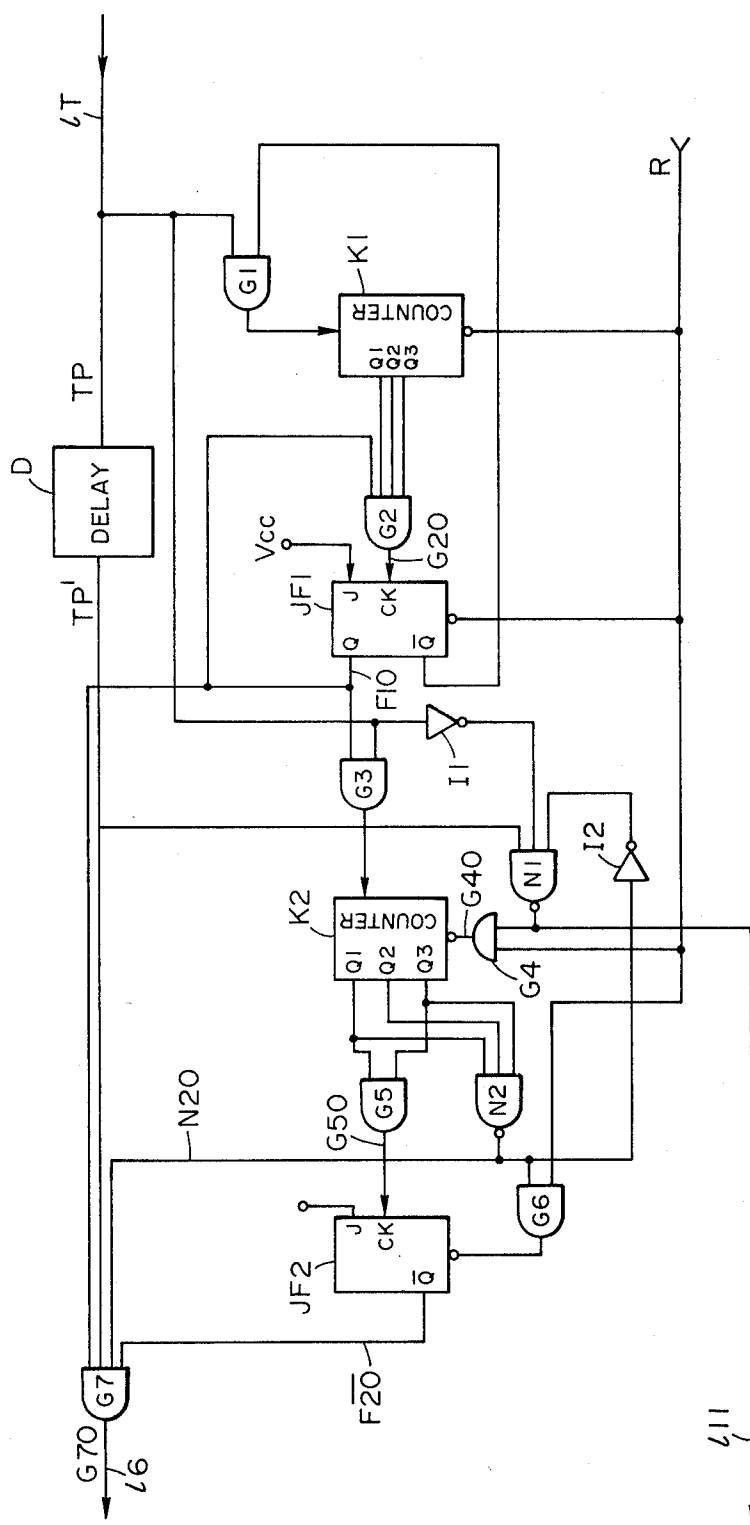 ℓT
TP
D
DELAY
TP'
G1
K1
COUNTER
Q1
Q2
Q3
R
Vcc
G2
G20
JF1
J
CK
Q
Q̅
F10
G3
I1
K2
COUNTER
Q1
Q2
Q3
G40
G4
N1
I2
N20
G5
G50
N2
G6
JF2
J
CK
Q̅
F̅2̅0̅
G7
G70
ℓ6
ℓ11